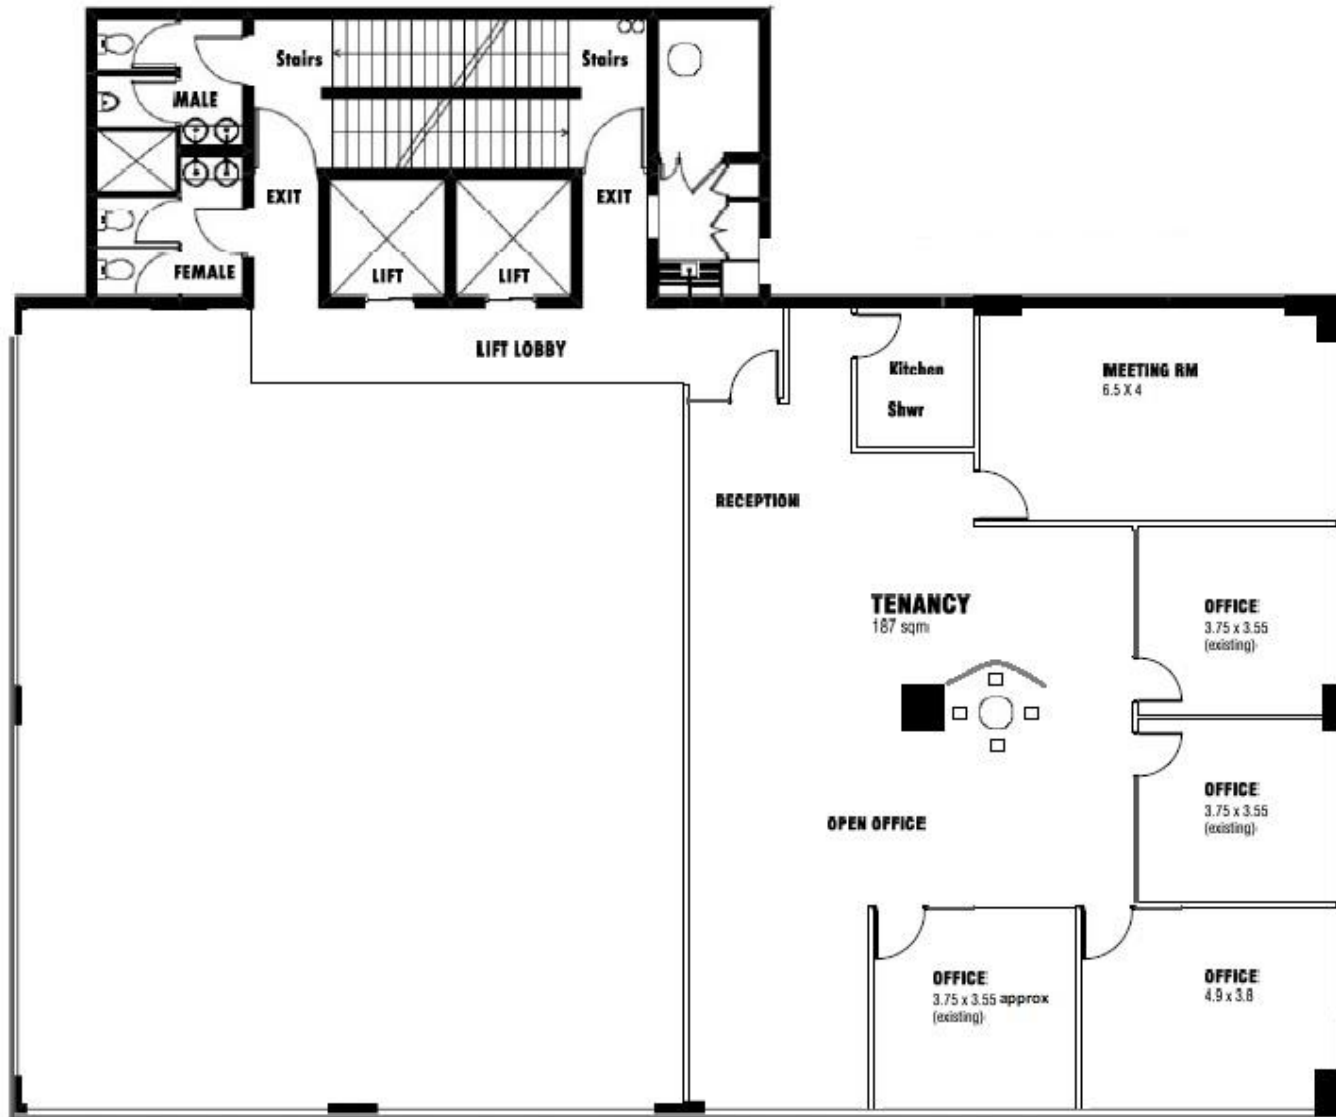 Stairs
Stairs
MALE
EXIT
EXIT
FEMALE
LIFT
LIFT
LIFT LOBBY
Kitchen
Shwr
MEETING RM
6.5 X 4
RECEPTION
TENANCY
187 sqm
OFFICE
3.75 x 3.55
(existing)
OFFICE
3.75 x 3.55
(existing)
OPEN OFFICE
OFFICE
3.75 x 3.55 approx
(existing)
OFFICE
4.9 x 3.8